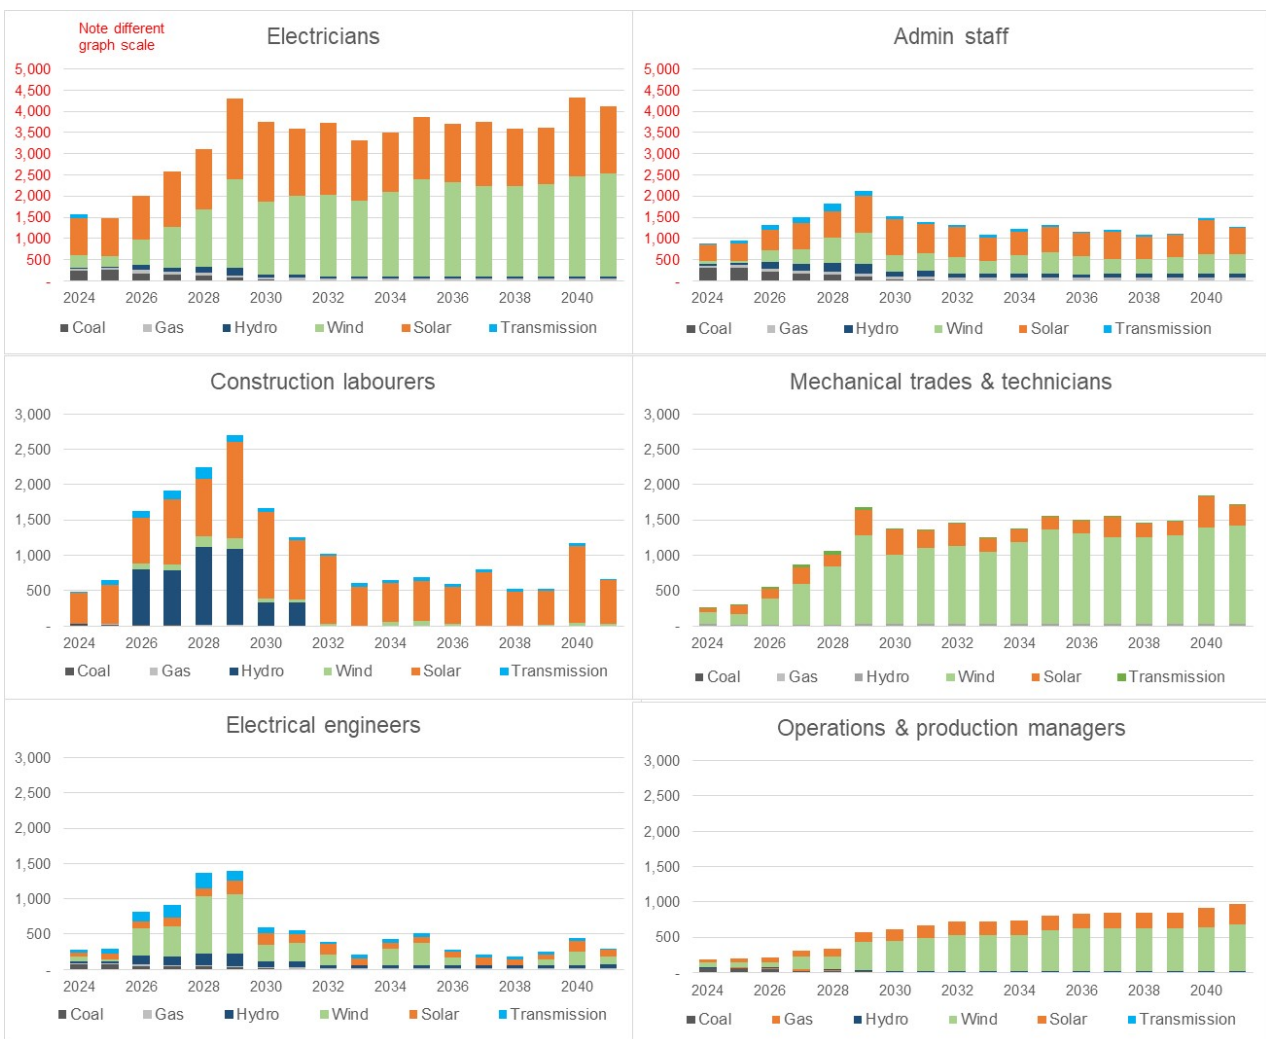 Note different
graph scale
Electricians
5,000
4,500
4,000
3,500
3,000
2,500
2,000
1,500
1,000
500
-
2024 2026 2028 2030 2032 2034 2036 2038 2040
Coal Gas Hydro Wind Solar Transmission
Admin staff
5,000
4,500
4,000
3,500
3,000
2,500
2,000
1,500
1,000
500
-
2024 2026 2028 2030 2032 2034 2036 2038 2040
Coal Gas Hydro Wind Solar Transmission
Construction labourers
3,000
2,500
2,000
1,500
1,000
500
-
2024 2026 2028 2030 2032 2034 2036 2038 2040
Coal Gas Hydro Wind Solar Transmission
Mechanical trades & technicians
3,000
2,500
2,000
1,500
1,000
500
-
2024 2026 2028 2030 2032 2034 2036 2038 2040
Coal Gas Hydro Wind Solar Transmission
Electrical engineers
3,000
2,500
2,000
1,500
1,000
500
-
2024 2026 2028 2030 2032 2034 2036 2038 2040
Coal Gas Hydro Wind Solar Transmission
Operations & production managers
3,000
2,500
2,000
1,500
1,000
500
-
2024 2026 2028 2030 2032 2034 2036 2038 2040
Coal Gas Hydro Wind Solar Transmission